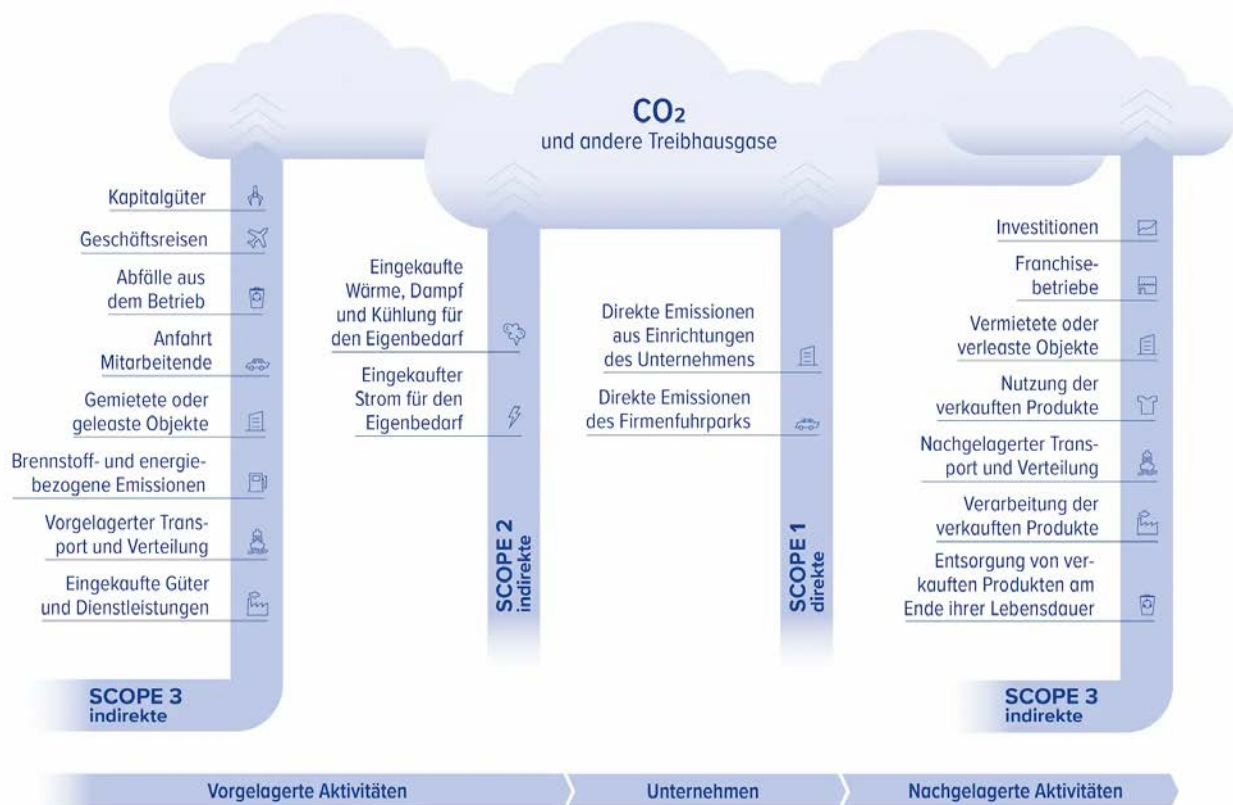 CO₂
und andere Treibhausgase
Kapitalgüter
Geschäftsreisen
Abfälle aus
dem Betrieb
Anfahrt
Mitarbeitende
Gemietete oder
geleaste Objekte
Brennstoff- und energie-
bezogene Emissionen
Vorgelagerter Trans-
port und Verteilung
Eingekaufte Güter
und Dienstleistungen
SCOPE 3
indirekte
Eingekaufte
Wärme, Dampf
und Kühlung für
den Eigenbedarf
Eingekaufter
Strom für den
Eigenbedarf
SCOPE 2
indirekte
Direkte Emissionen
aus Einrichtungen
des Unternehmens
Direkte Emissionen
des Firmenfuhrparks
SCOPE 1
direkte
Investitionen
Franchise-
betriebe
Vermietete oder
verleaste Objekte
Nutzung der
verkauften Produkte
Nachgelagerter Trans-
port und Verteilung
Verarbeitung der
verkauften Produkte
Entsorgung von ver-
kauften Produkten am
Ende ihrer Lebensdauer
SCOPE 3
indirekte
Vorgelagerte Aktivitäten
Unternehmen
Nachgelagerte Aktivitäten